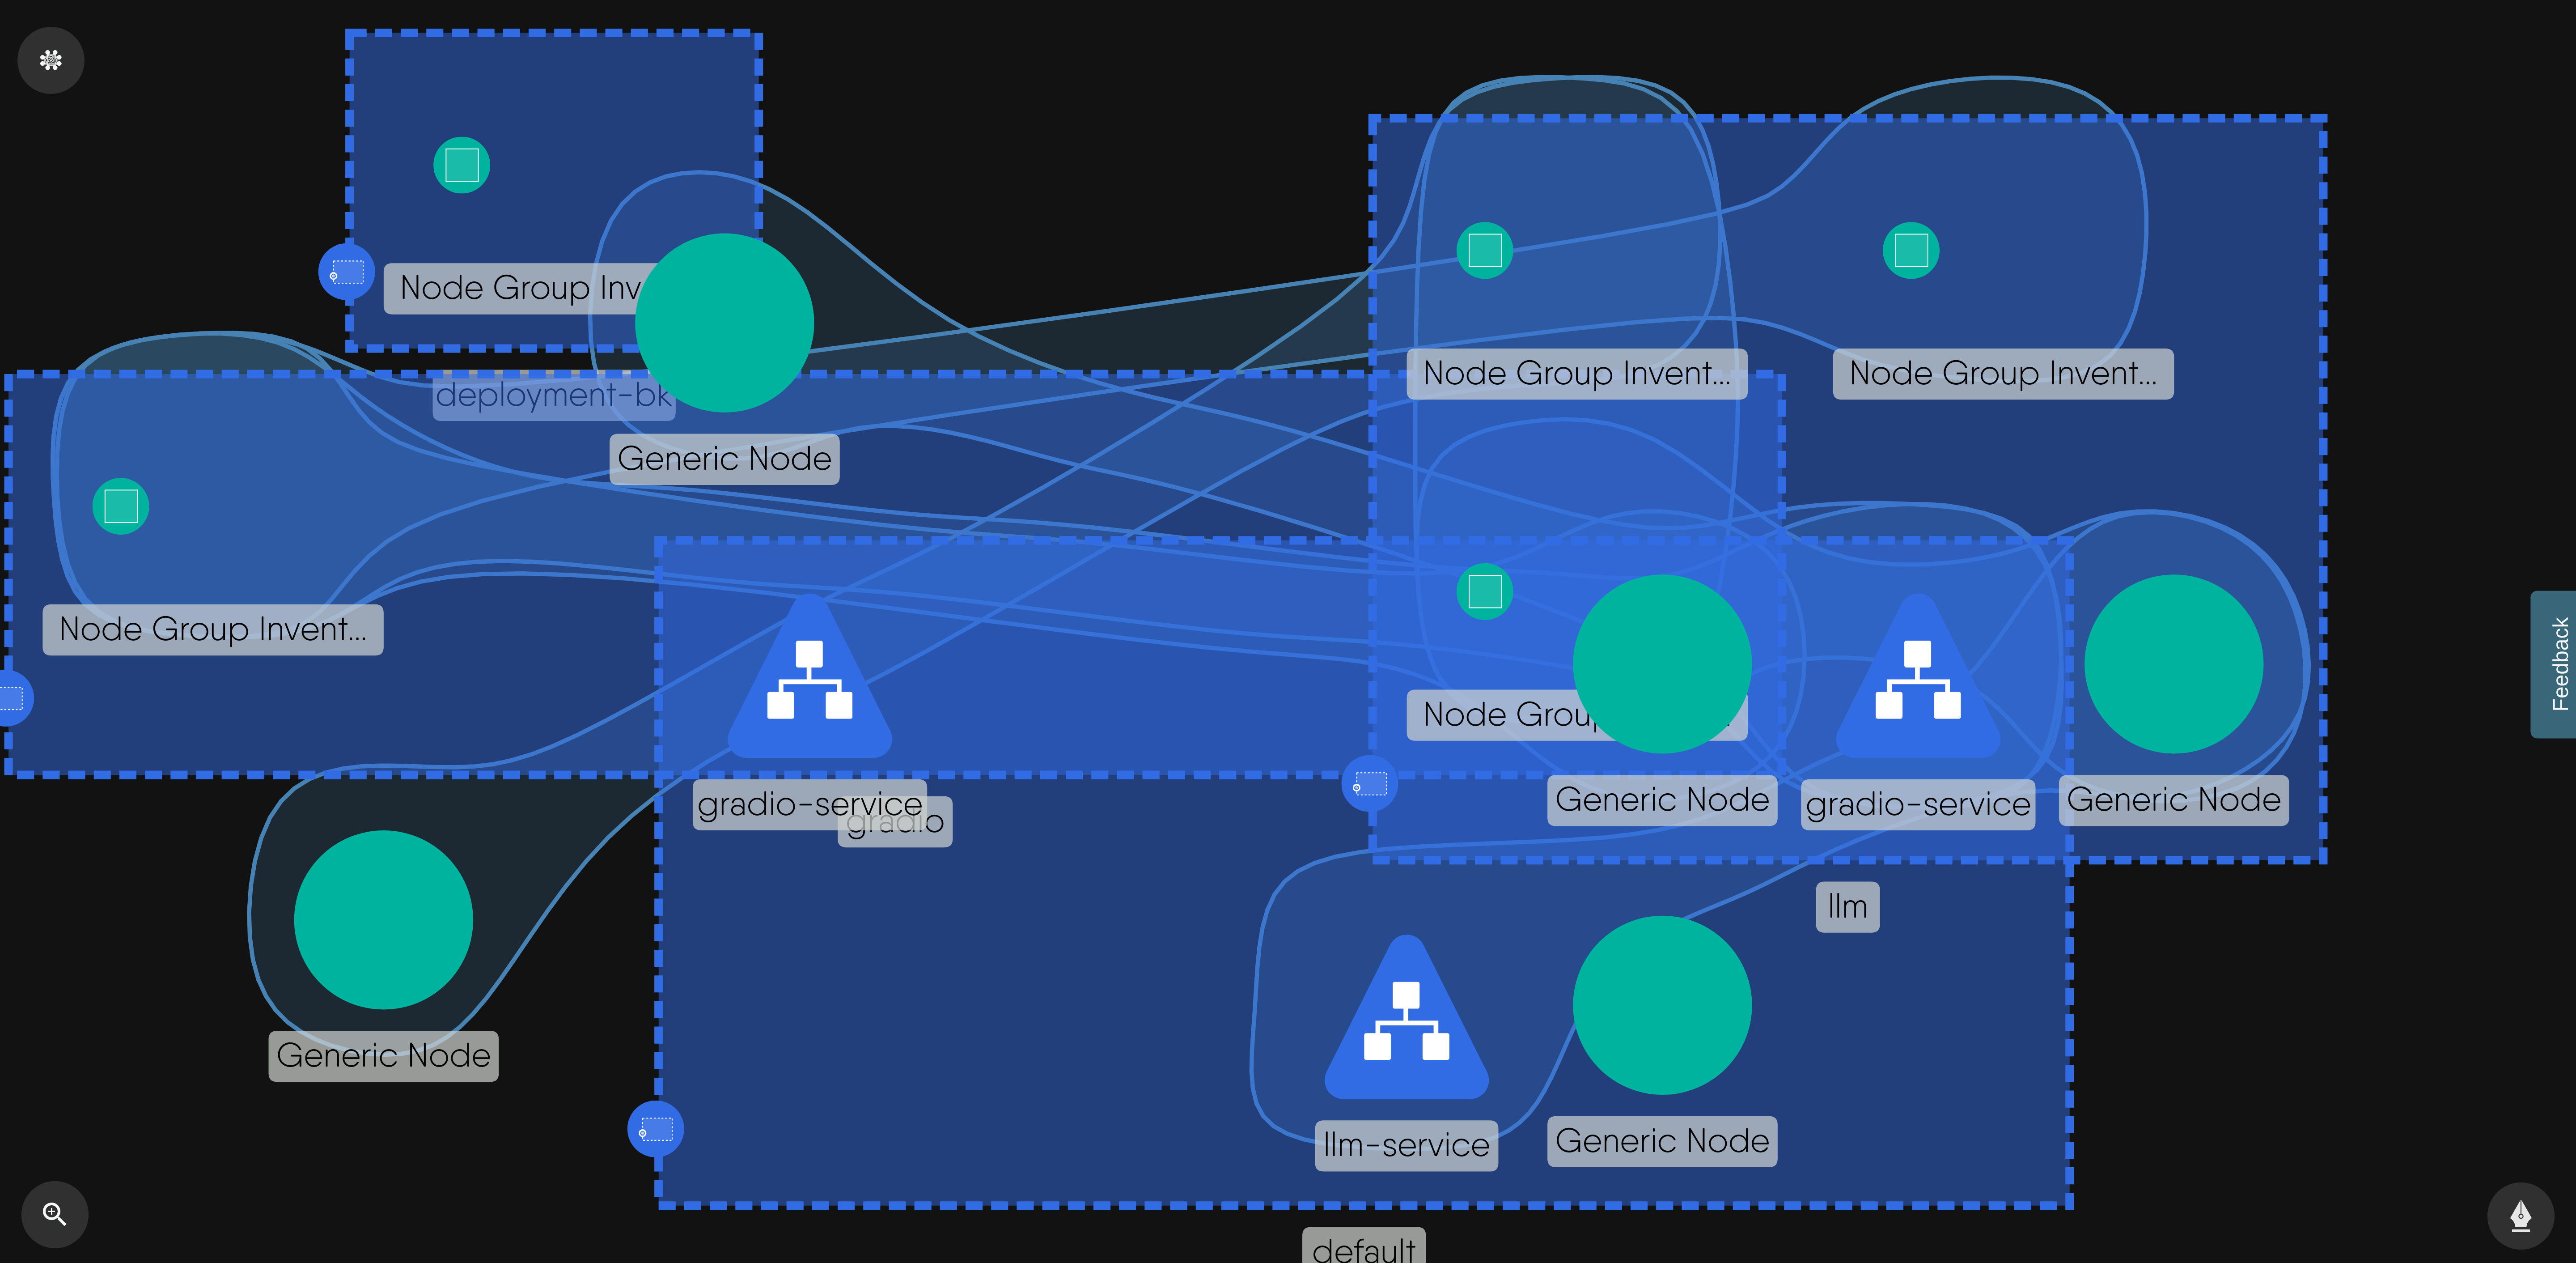 Node Group Inv
deployment-bk
Generic Node
Node Group Invent...
Node Group Invent...
Node Group Invent...
Feedback
Node Grou
gradio-service
gradio
Generic Node
gradio-service
Generic Node
llm
Generic Node
llm-service
Generic Node
default